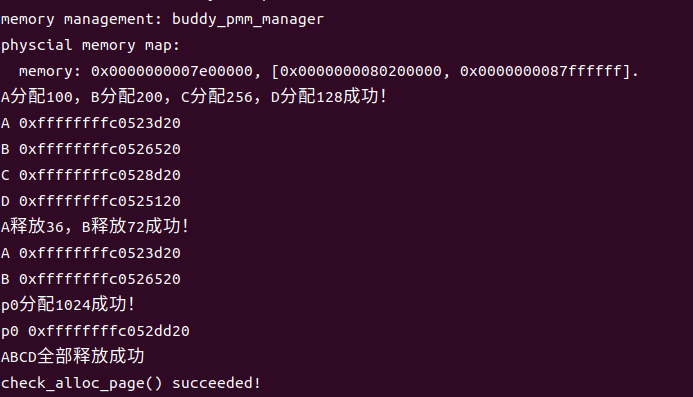 memory management: buddy_pmm_manager
physcial memory map:
  memory: 0x0000000007e00000, [0x0000000080200000, 0x0000000087ffffff].
A分配100，B分配200，C分配256，D分配128成功！
A 0xffffffffc0523d20
B 0xffffffffc0526520
C 0xffffffffc0528d20
D 0xffffffffc0525120
A释放36，B释放72成功！
A 0xffffffffc0523d20
B 0xffffffffc0526520
p0分配1024成功！
p0 0xffffffffc052dd20
ABCD全部释放成功
check_alloc_page() succeeded!